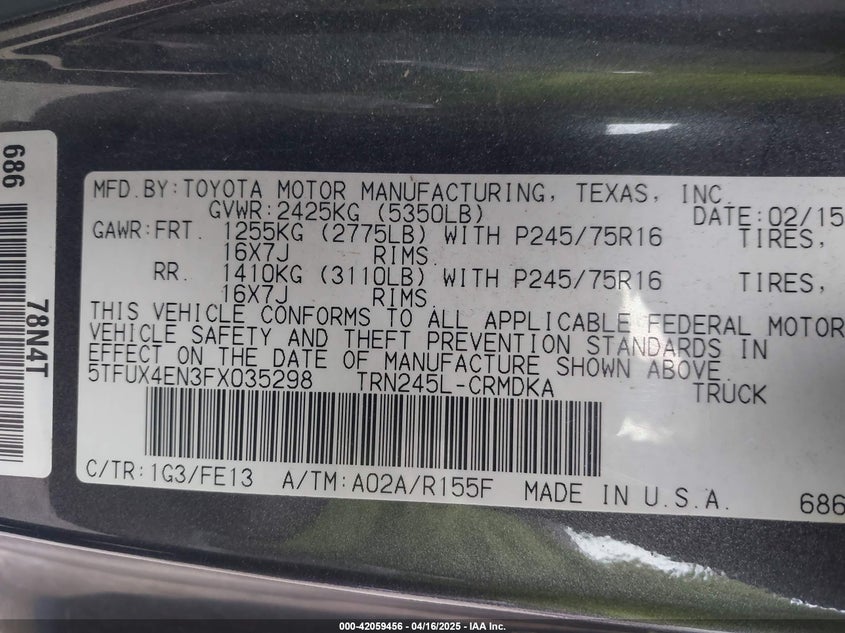 686
78N4T
MFD.BY:TOYOTA MOTOR MANUFACTURING, TEXAS, INC.
GVWR:2425KG (5350LB) DATE:02/15
GAWR:FRT. 1255KG (2775LB) WITH P245/75R16 TIRES,
16X7J RIMS
RR. 1410KG (3110LB) WITH P245/75R16 TIRES,
16X7J RIMS
THIS VEHICLE CONFORMS TO ALL APPLICABLE FEDERAL MOTOR
VEHICLE SAFETY AND THEFT PREVENTION STANDARDS IN
EFFECT ON THE DATE OF MANUFACTURE SHOWN ABOVE.
5TFUX4EN3FX035298 TRN245L-CRMDKA TRUCK
C/TR:1G3/FE13 A/TM:A02A/R155F MADE IN U.S.A. 686
000-42059456 - 04/16/2025 - IAA Inc.